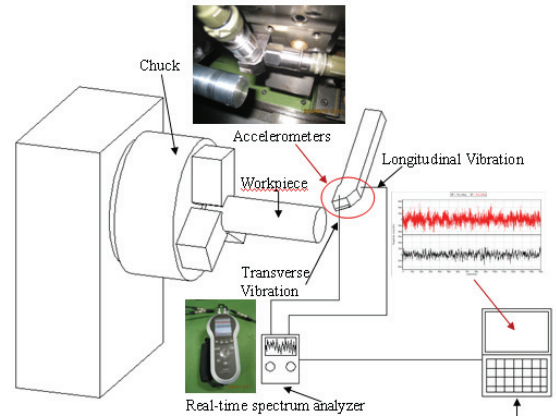 Chuck
Accelerometers
Longitudinal Vibration
Workpiece
Transverse
Vibration
Real-time spectrum analyzer